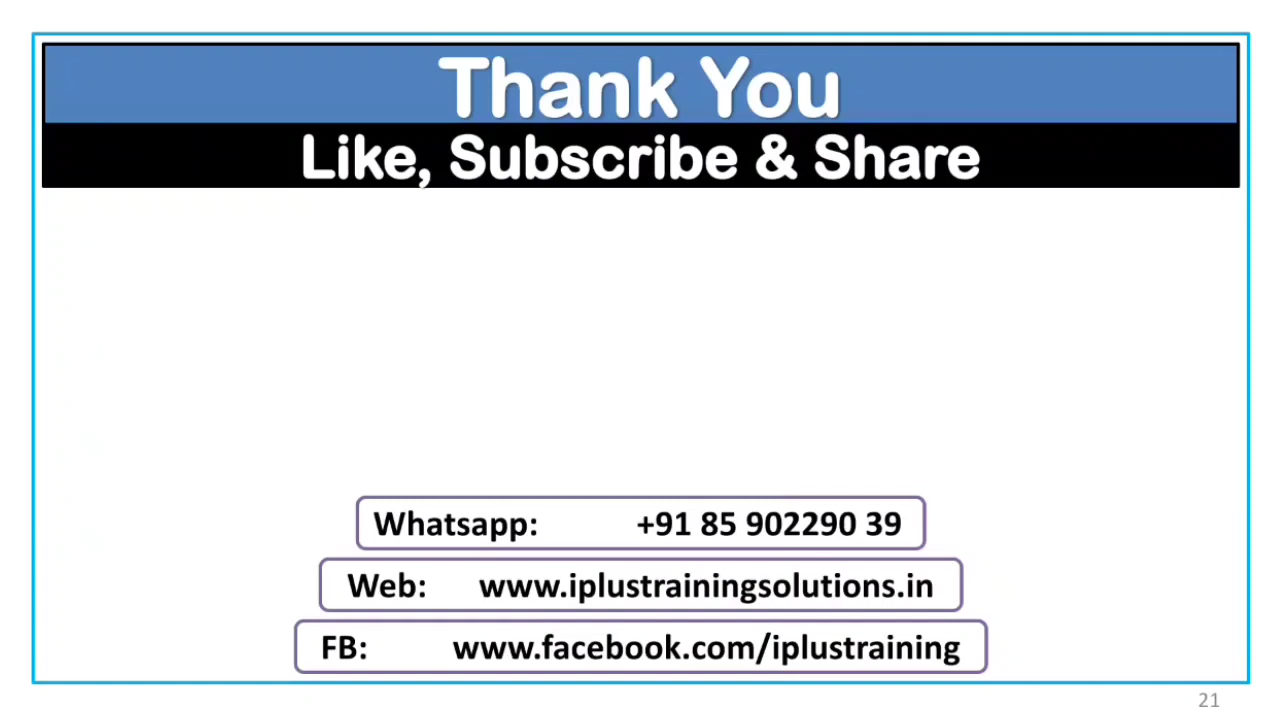 Thank You
Like, Subscribe & Share
Whatsapp: +91 85 902290 39
Web: www.iplustrainingsolutions.in
FB: www.facebook.com/iplustraining
21